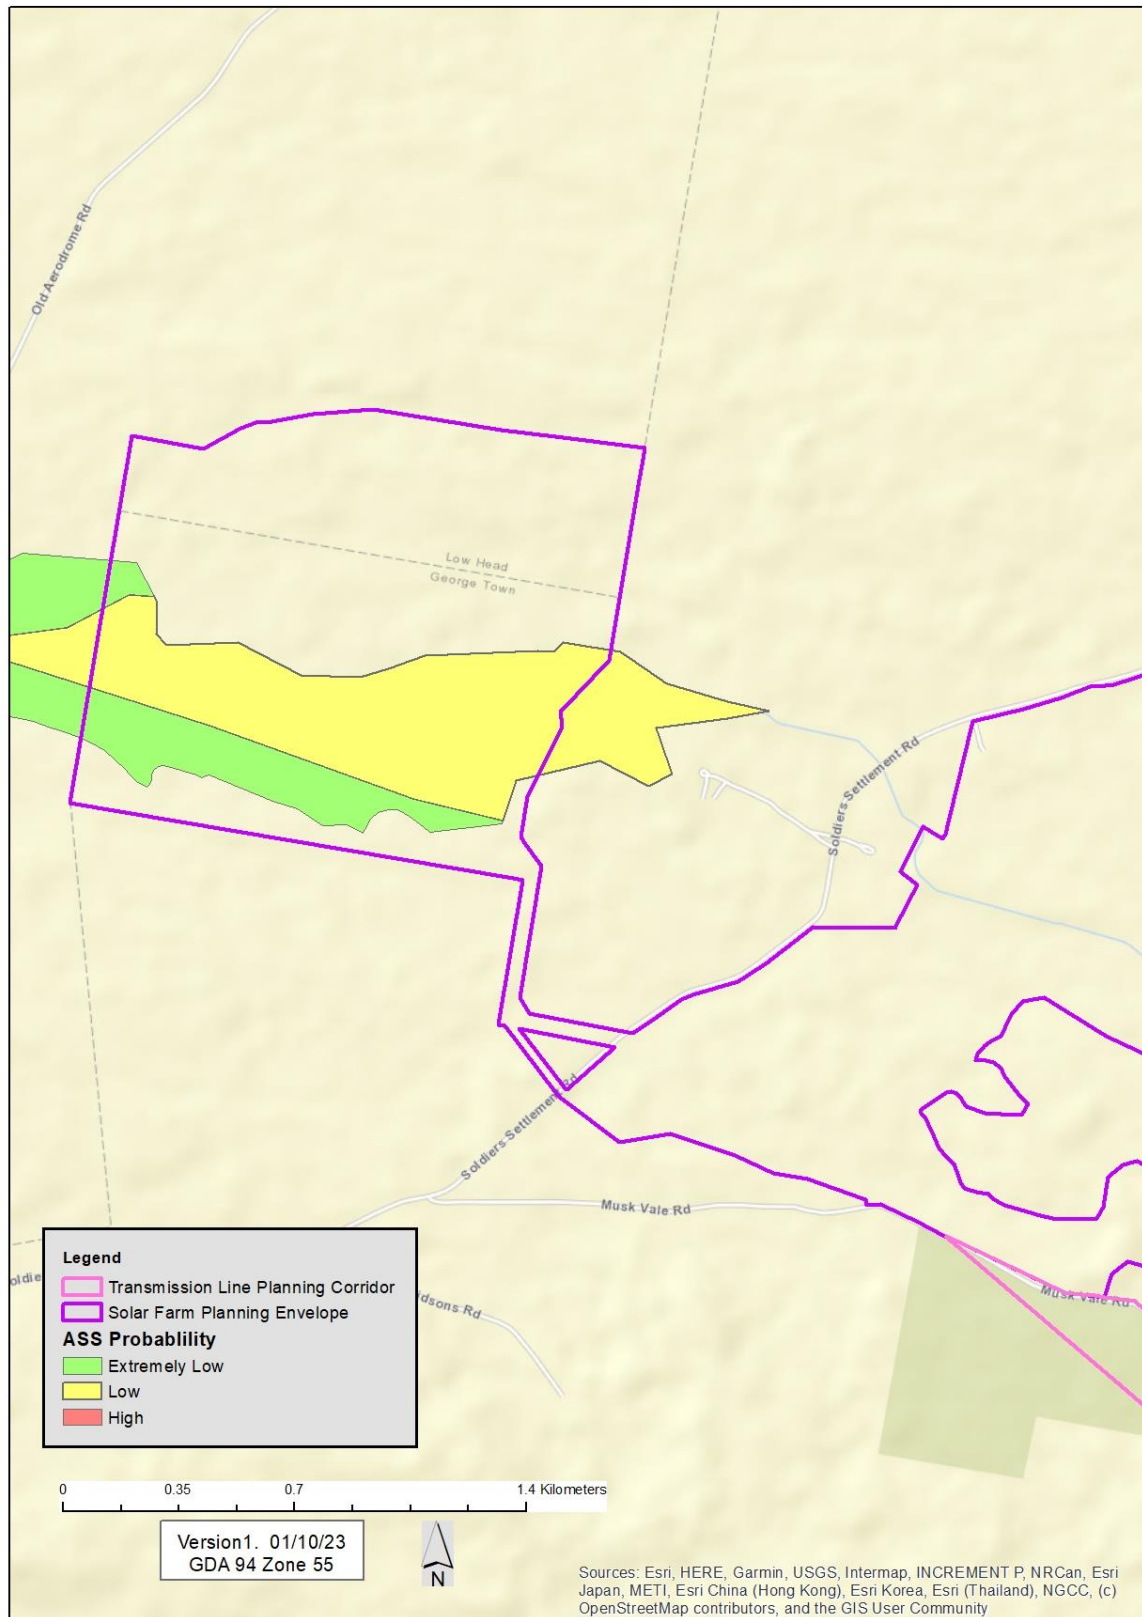 Old Aerodrome Rd
Low Head
George Town
Soldiers Settlement Rd
Soldiers Settlement Rd
Musk Vale Rd
Musk Vale Rd
Legend
Transmission Line Planning Corridor
Solar Farm Planning Envelope
ASS Probablility
Extremely Low
Low
High
0 0.35 0.7 1.4 Kilometers
Version1. 01/10/23
GDA 94 Zone 55
N
Sources: Esri, HERE, Garmin, USGS, Intermap, INCREMENT P, NRCan, Esri
Japan, METI, Esri China (Hong Kong), Esri Korea, Esri (Thailand), NGCC, (c)
OpenStreetMap contributors, and the GIS User Community